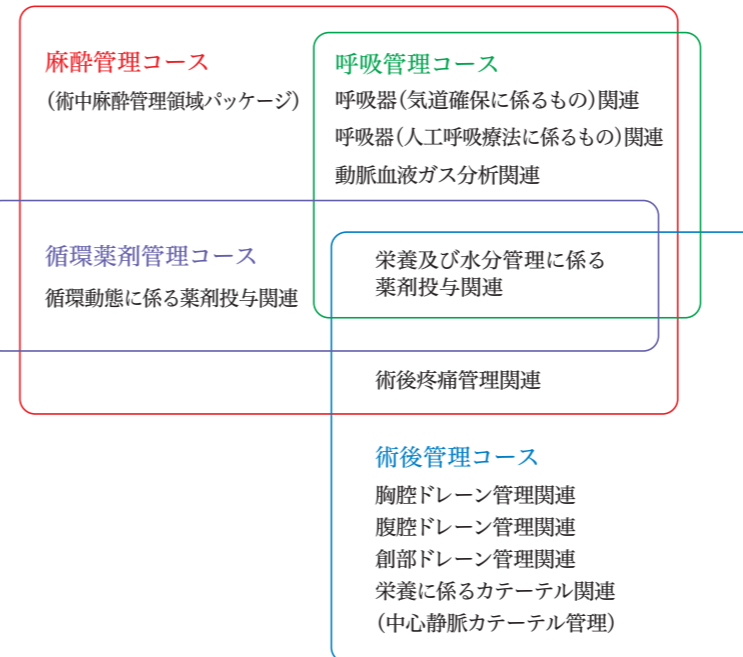 麻酔管理コース
（術中麻酔管理領域パッケージ）
呼吸管理コース
呼吸器（気道確保に係るもの）関連
呼吸器（人工呼吸療法に係るもの）関連
動脈血液ガス分析関連
循環薬剤管理コース
循環動態に係る薬剤投与関連
栄養及び水分管理に係る
薬剤投与関連
術後疼痛管理関連
術後管理コース
胸腔ドレーン管理関連
腹腔ドレーン管理関連
創部ドレーン管理関連
栄養に係るカテーテル関連
（中心静脈カテーテル管理）